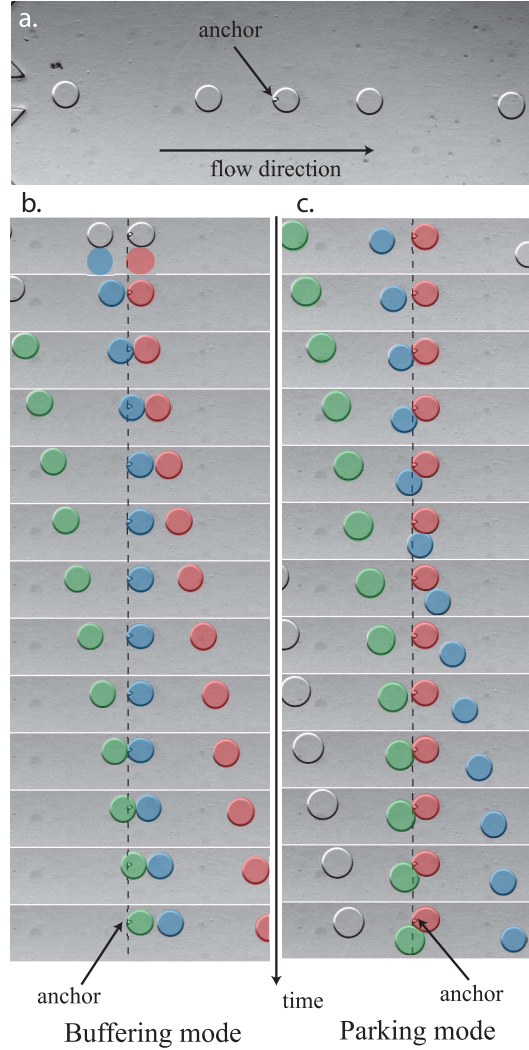 a.
anchor
flow direction
b.
c.
anchor
time
anchor
Buffering mode
Parking mode